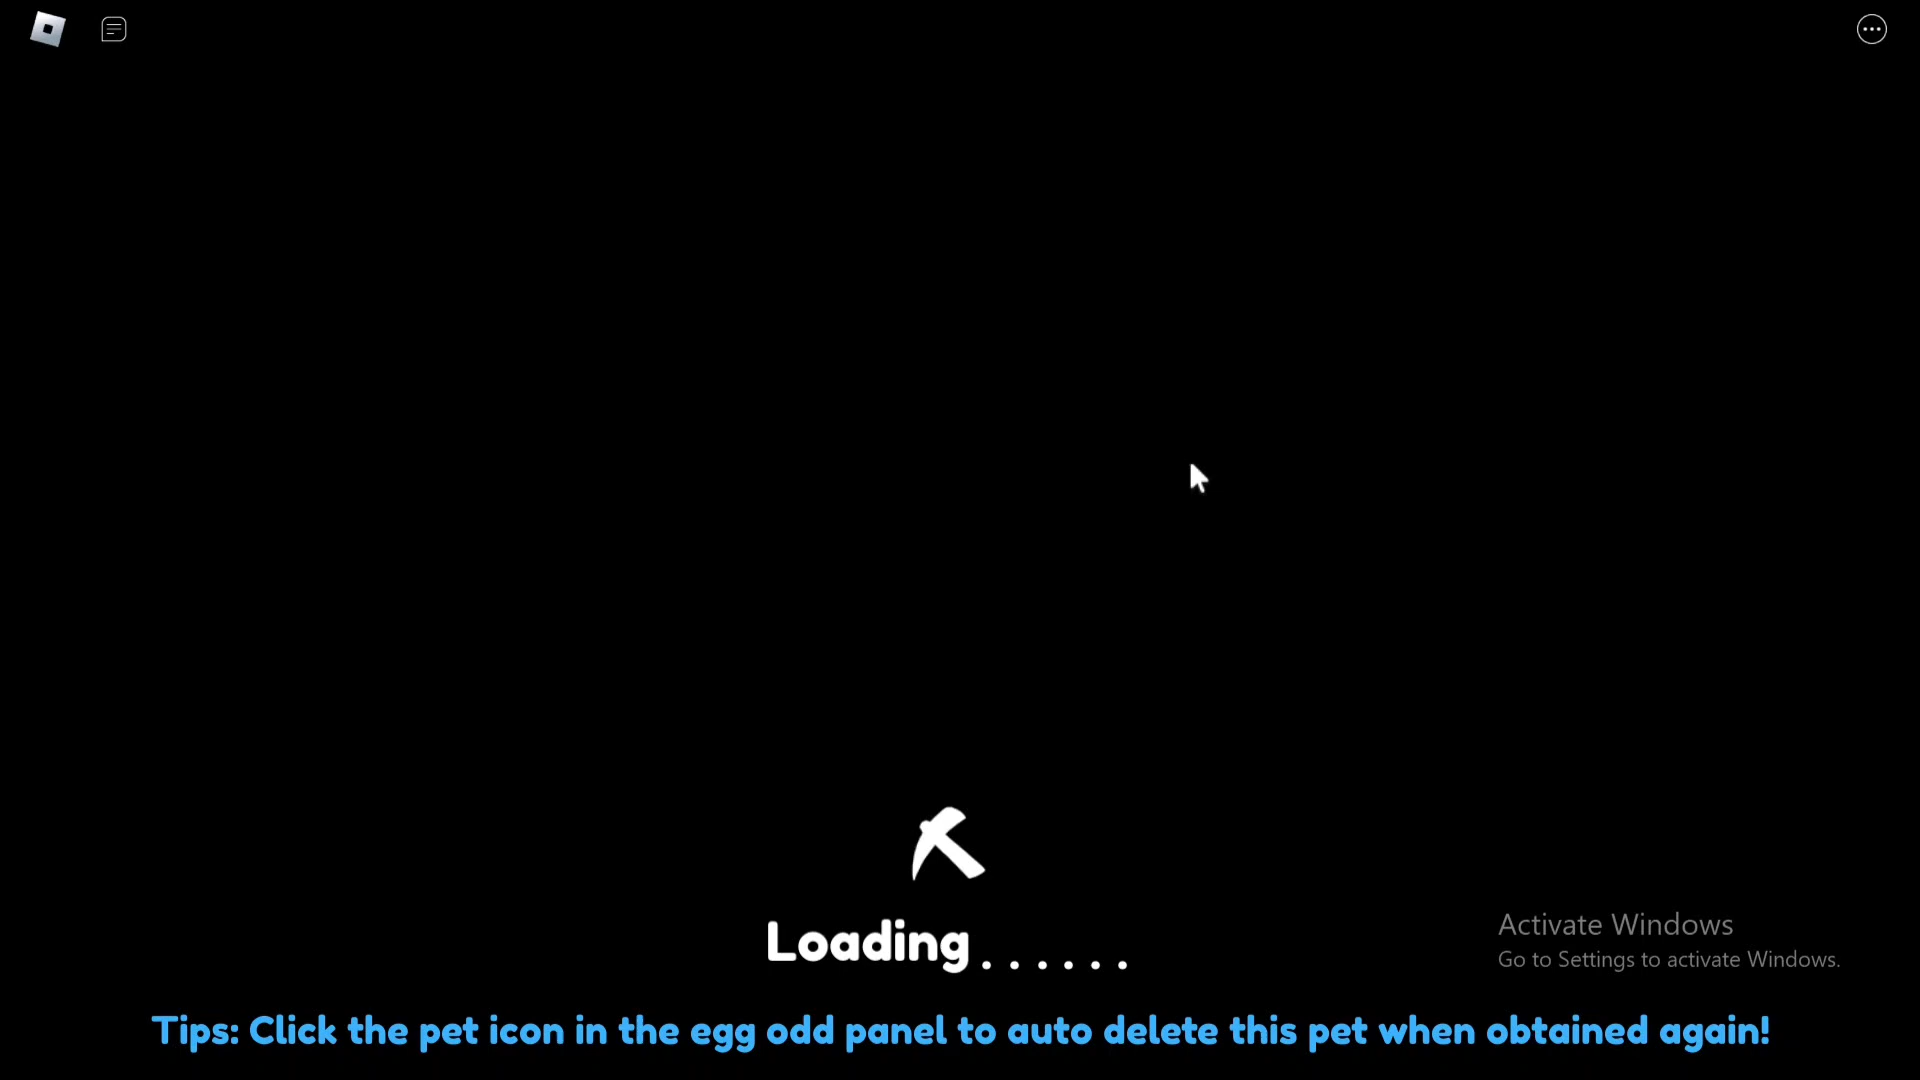 Loading......
Activate Windows
Go to Settings to activate Windows.
Tips: Click the pet icon in the egg odd panel to auto delete this pet when obtained again!